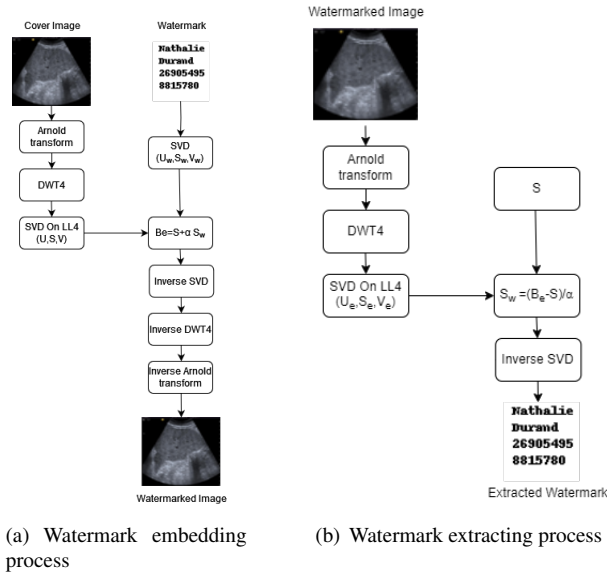 Cover Image
Watermark
Nathalie
Durand
26905495
8815780
Arnold
transform
SVD
(Uw,Sw,Vw)
DWT4
SVD On LL4
(U,S,V)
Be=S+α Sw
Inverse SVD
Inverse DWT4
Inverse Arnold
transform
Watermarked Image
(a) Watermark embedding
process
Watermarked Image
Arnold
transform
S
DWT4
SVD On LL4
(Ue,Se,Ve)
Sw =(Be-S)/α
Inverse SVD
Nathalie
Durand
26905495
8815780
Extracted Watermark
(b) Watermark extracting process